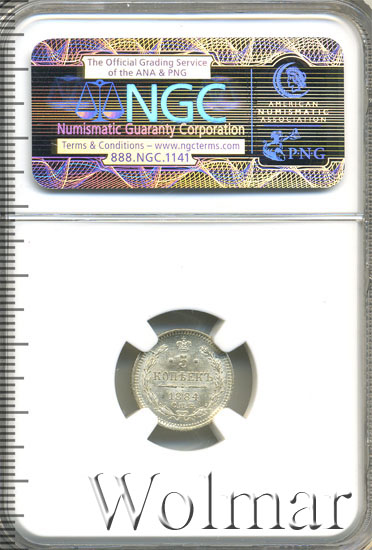 The Official Grading Service
of the ANA & PNG
NGC
Numismatic Guaranty Corporation
Terms & Conditions – www.ngcterms.com
888.NGC.1141
AMERICAN
NUMISMATIC
ASSOCIATION
PNG
5
КОПѢЕКЪ
Wolmar